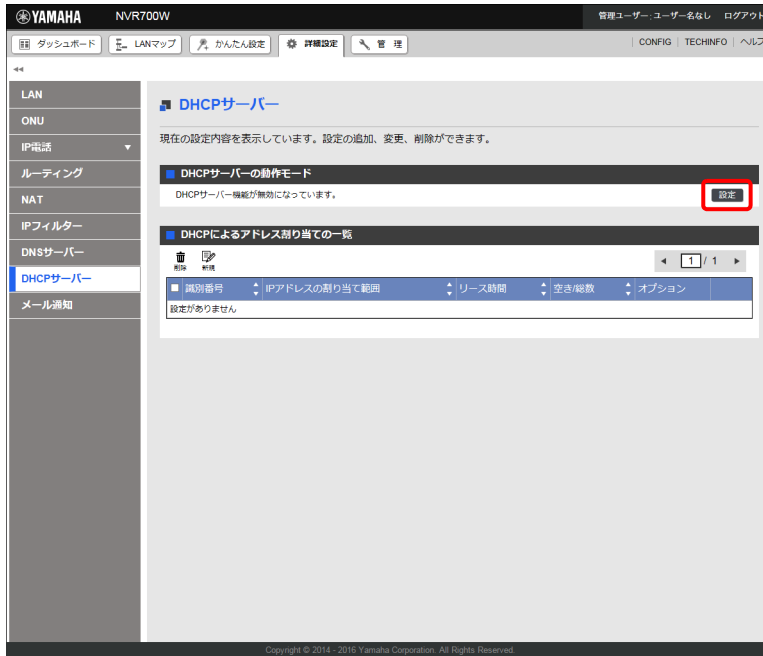 YAMAHA NVR700W 管理ユーザー: ユーザー名なし ログアウト
ダッシュボード LANマップ かんたん設定 詳細設定 管 理 CONFIG | TECHINFO | ヘルプ
LAN
ONU
IP電話
ルーティング
NAT
IPフィルター
DNSサーバー
DHCPサーバー
メール通知
DHCPサーバー
現在の設定内容を表示しています。設定の追加、変更、削除ができます。
DHCPサーバーの動作モード
DHCPサーバー機能が無効になっています。 設定
DHCPによるアドレス割り当ての一覧
削除 新規 1 / 1
識別番号 IPアドレスの割り当て範囲 リース時間 空き/総数 オプション
設定がありません
Copyright © 2014 - 2016 Yamaha Corporation. All Rights Reserved.